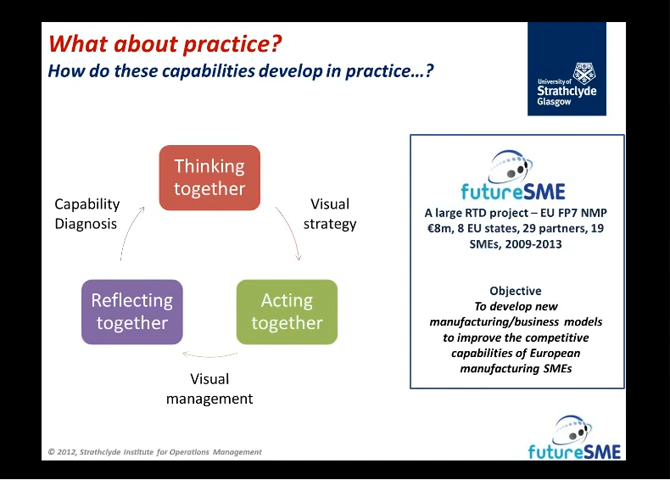 What about practice?
How do these capabilities develop in practice...?
University of
Strathclyde
Glasgow
Thinking
together
Capability
Diagnosis
Visual
strategy
Reflecting
together
Acting
together
Visual
management
futureSME
A large RTD project – EU FP7 NMP
€8m, 8 EU states, 29 partners, 19
SMEs, 2009-2013
Objective
To develop new
manufacturing/business models
to improve the competitive
capabilities of European
manufacturing SMEs
© 2012, Strathclyde Institute for Operations Management
futureSME